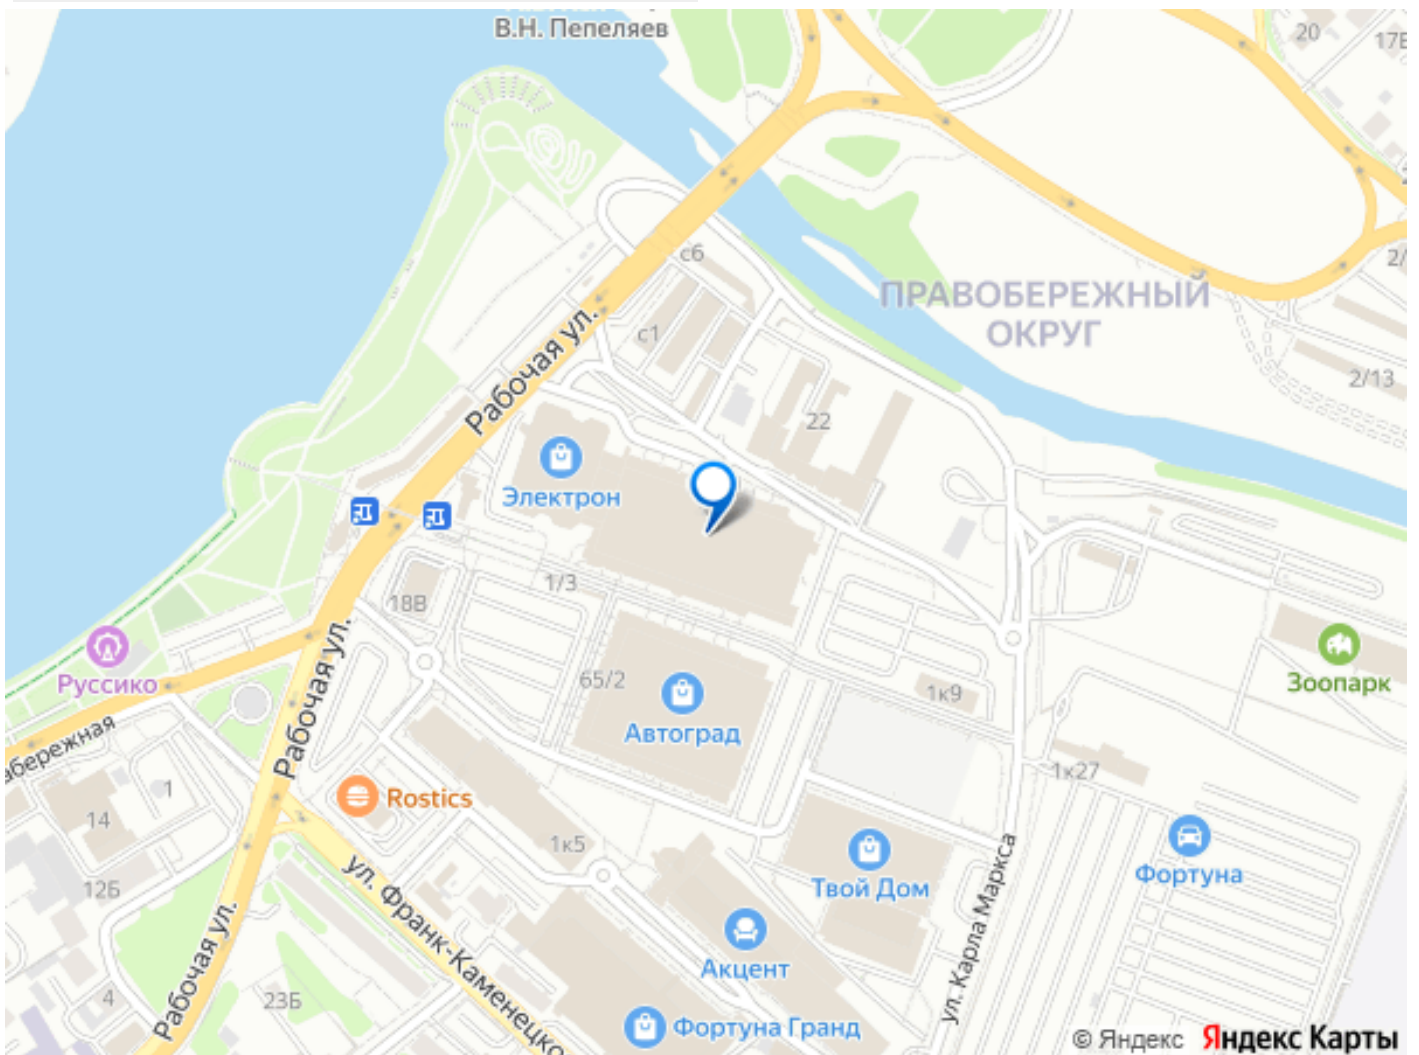 В.Н. Пепеляев
20
17В
с6
ПРАВОБЕРЕЖНЫЙ
ОКРУГ
2/
с1
Рабочая ул.
2/13
22
Электрон
1/3
18В
Руссико
Рабочая ул.
65/2
Автоград
1к9
Зоопарк
абережная
1
14
Rostics
1к27
1к5
Фортуна
12Б
ул. Франк-Каменецко
Твой Дом
ул. Карла Маркса
Рабочая ул.
Акцент
4
23Б
Фортуна Гранд
© Яндекс Яндекс Карты